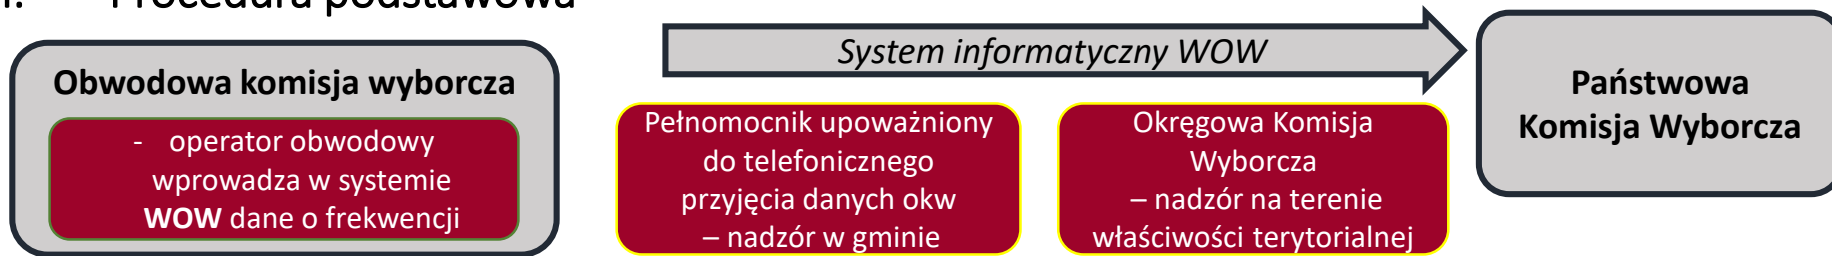 I. Procedura podstawowa
Obwodowa komisja wyborcza
- operator obwodowy
wprowadza w systemie
WOW dane o frekwencji
System informatyczny WOW
Pełnomocnik upoważniony
do telefonicznego
przyjęcia danych okw
– nadzór w gminie
Okręgowa Komisja
Wyborcza
– nadzór na terenie
właściwości terytorialnej
Państwowa
Komisja Wyborcza